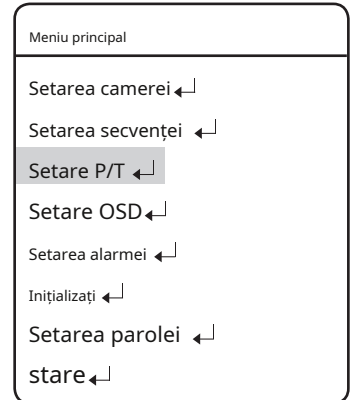 Meniu principal
Setarea camerei
Setarea secvenței
Setare P/T
Setare OSD
Setarea alarmei
Inițializați
Setarea parolei
stare